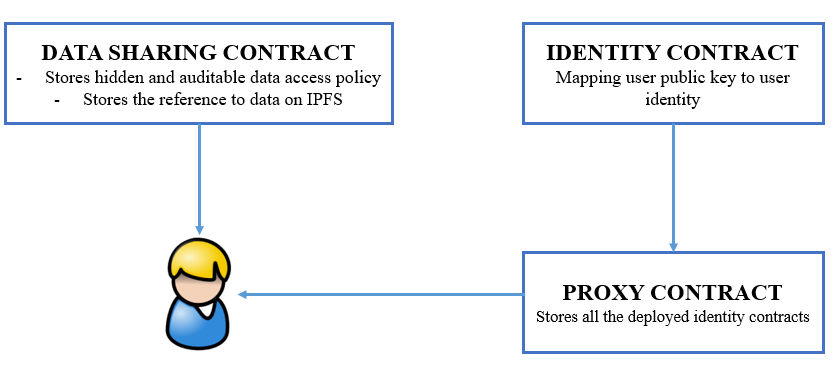 DATA SHARING CONTRACT
- Stores hidden and auditable data access policy
- Stores the reference to data on IPFS
IDENTITY CONTRACT
Mapping user public key to user
identity
PROXY CONTRACT
Stores all the deployed identity contracts